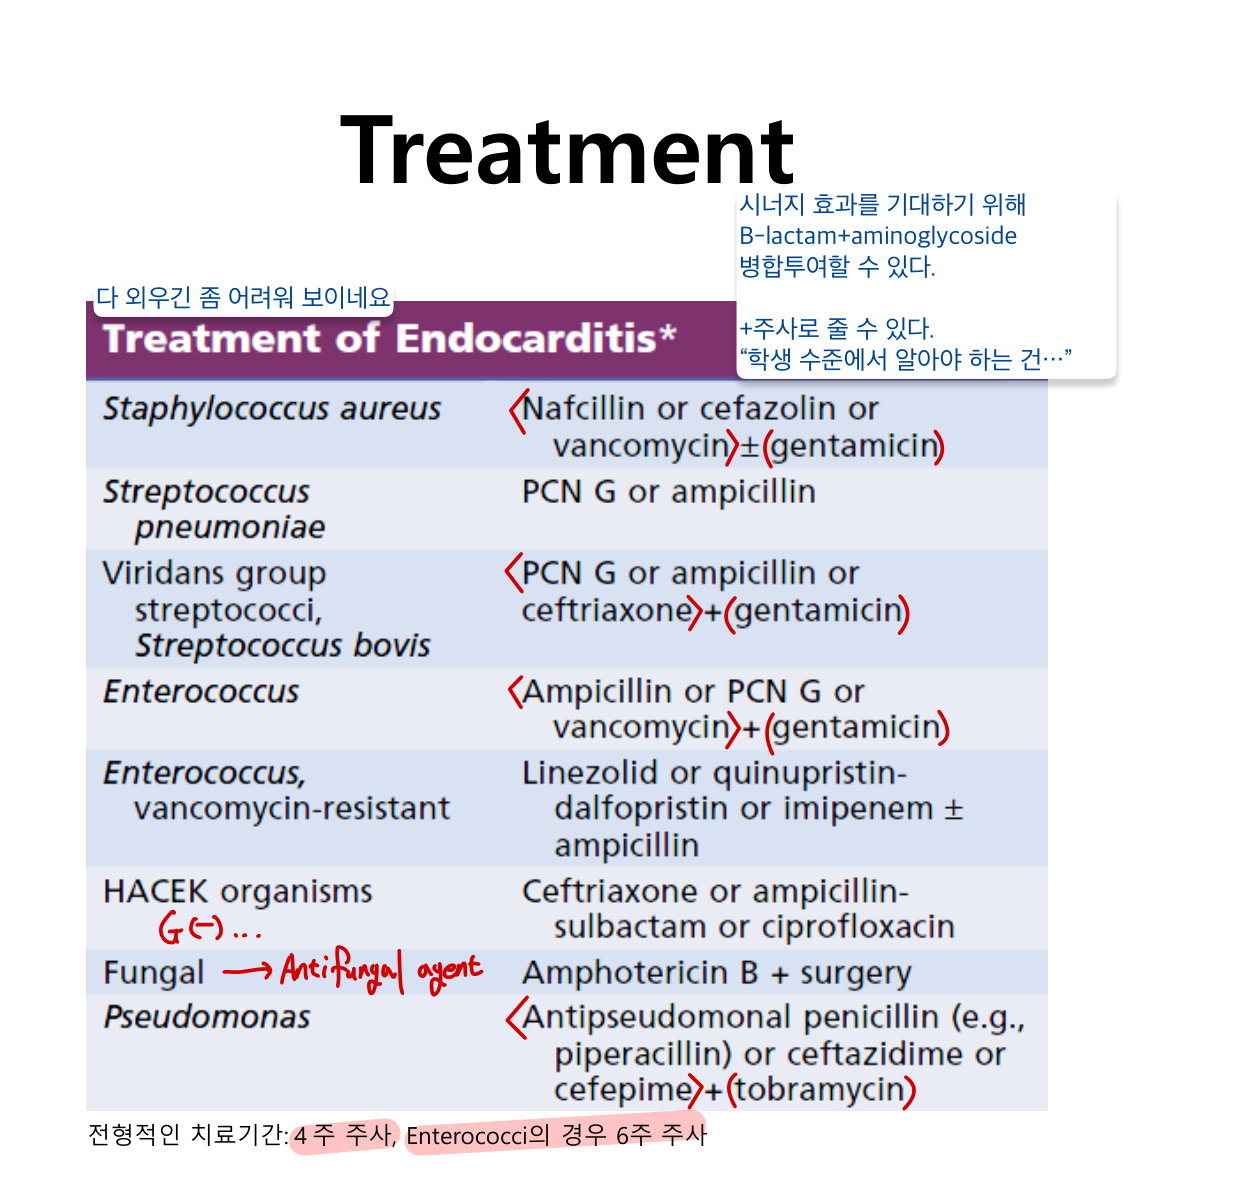 Treatment
시너지 효과를 기대하기 위해
B-lactam+aminoglycoside
병합투여할 수 있다.
+주사로 줄 수 있다.
“학생 수준에서 알아야 하는 건…”
다 외우긴 좀 어려워 보이네요
Treatment of Endocarditis*
Staphylococcus aureus
<Nafcillin or cefazolin or
vancomycin>±(gentamicin)
Streptococcus
pneumoniae
PCN G or ampicillin
Viridans group
streptococci,
Streptococcus bovis
<PCN G or ampicillin or
ceftriaxone>+(gentamicin)
Enterococcus
<Ampicillin or PCN G or
vancomycin>+(gentamicin)
Enterococcus,
vancomycin-resistant
Linezolid or quinupristin-
dalfopristin or imipenem ±
ampicillin
HACEK organisms
G(-)...
Ceftriaxone or ampicillin-
sulbactam or ciprofloxacin
Fungal → Antifungal agent
Amphotericin B + surgery
Pseudomonas
<Antipseudomonal penicillin (e.g.,
piperacillin) or ceftazidime or
cefepime>+(tobramycin)
전형적인 치료기간: 4주 주사, Enterococci의 경우 6주 주사